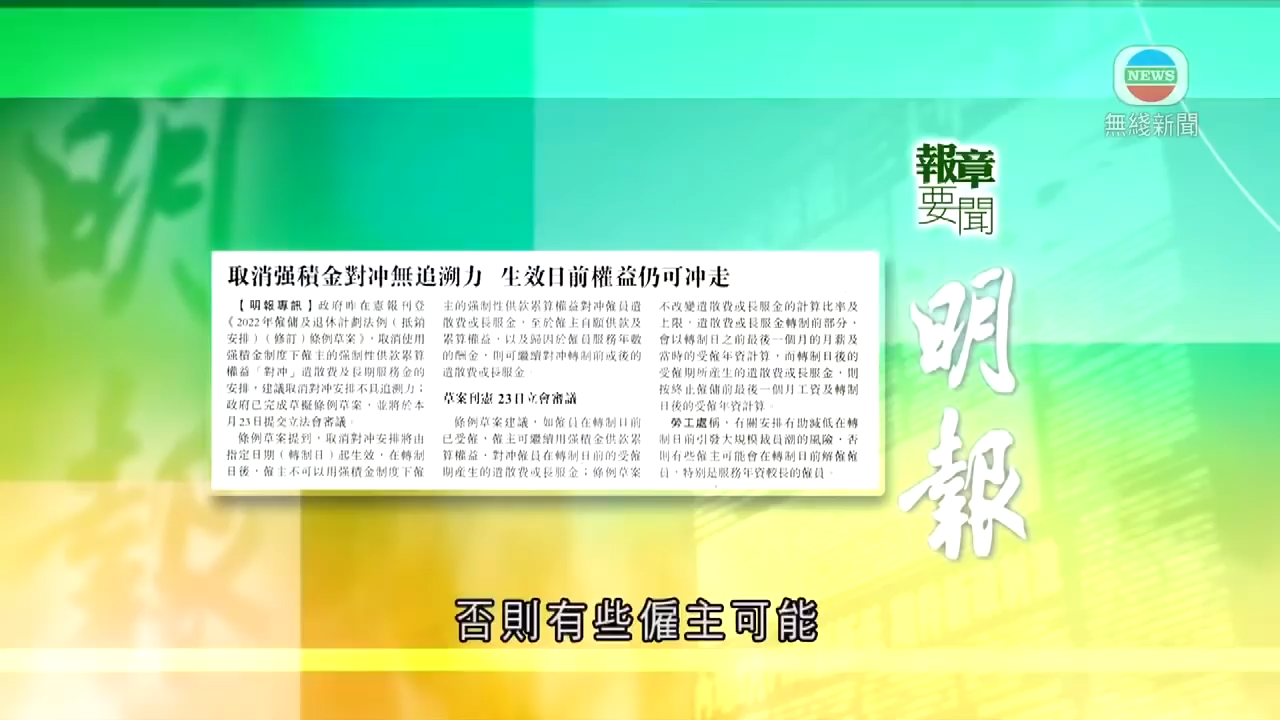 NEWS
無綫新聞
報章
要聞
明報
明報
取消强積金對冲無追溯力 生效日前權益仍可冲走
【明報專訊】政府昨在憲報刊登
《2022年僱傭及退休計劃法例(抵銷
安排)(修訂)條例草案》,取消使用
强積金制度下僱主的强制性供款累算
權益「對冲」遣散費及長期服務金的
安排,建議取消對冲安排不具追溯力;
政府已完成草擬條例草案,並將於本
月23日提交立法會審議。
條例草案提到,取消對冲安排將由
指定日期(轉制日)起生效,在轉制
日後,僱主不可以用强積金制度下僱
主的强制性供款累算權益對冲僱員遣
散費或長服金,至於僱主自願供款及
累算權益,以及歸因於僱員服務年數
的酬金,則可繼續對冲轉制前或後的
遣散費或長服金。
草案刊憲 23日立會審議
條例草案建議,如僱員在轉制日前
已受僱,僱主可繼續用强積金供款累
算權益,對冲僱員在轉制日前的受僱
期產生的遣散費或長服金;條例草案
不改變遣散費或長服金的計算比率及
上限,遣散費或長服金轉制前部分,
會以轉制日之前最後一個月的月薪及
當時的受僱年資計算,而轉制日後的
受僱期所產生的遣散費或長服金,則
按終止僱傭前最後一個月工資及轉制
日後的受僱年資計算。
勞工處稱,有關安排有助減低在轉
制日前引發大規模裁員潮的風險,否
則有些僱主可能會在轉制日前解僱僱
員,特別是服務年資較長的僱員。
否則有些僱主可能